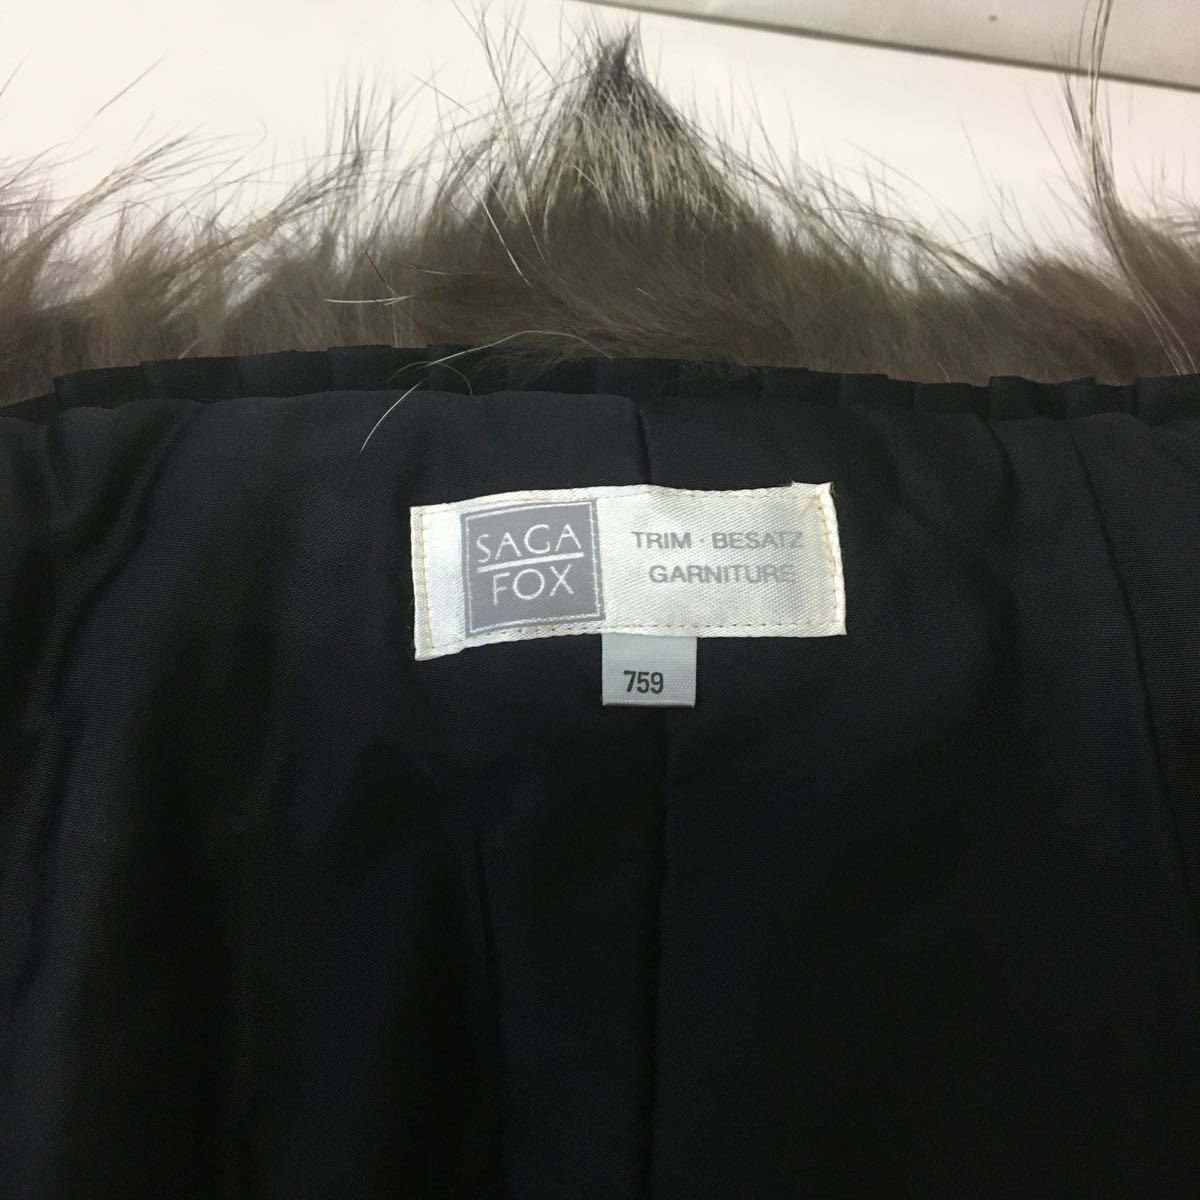 SAGA
FOX
TRIM · BESATZ
GARNITURE
759